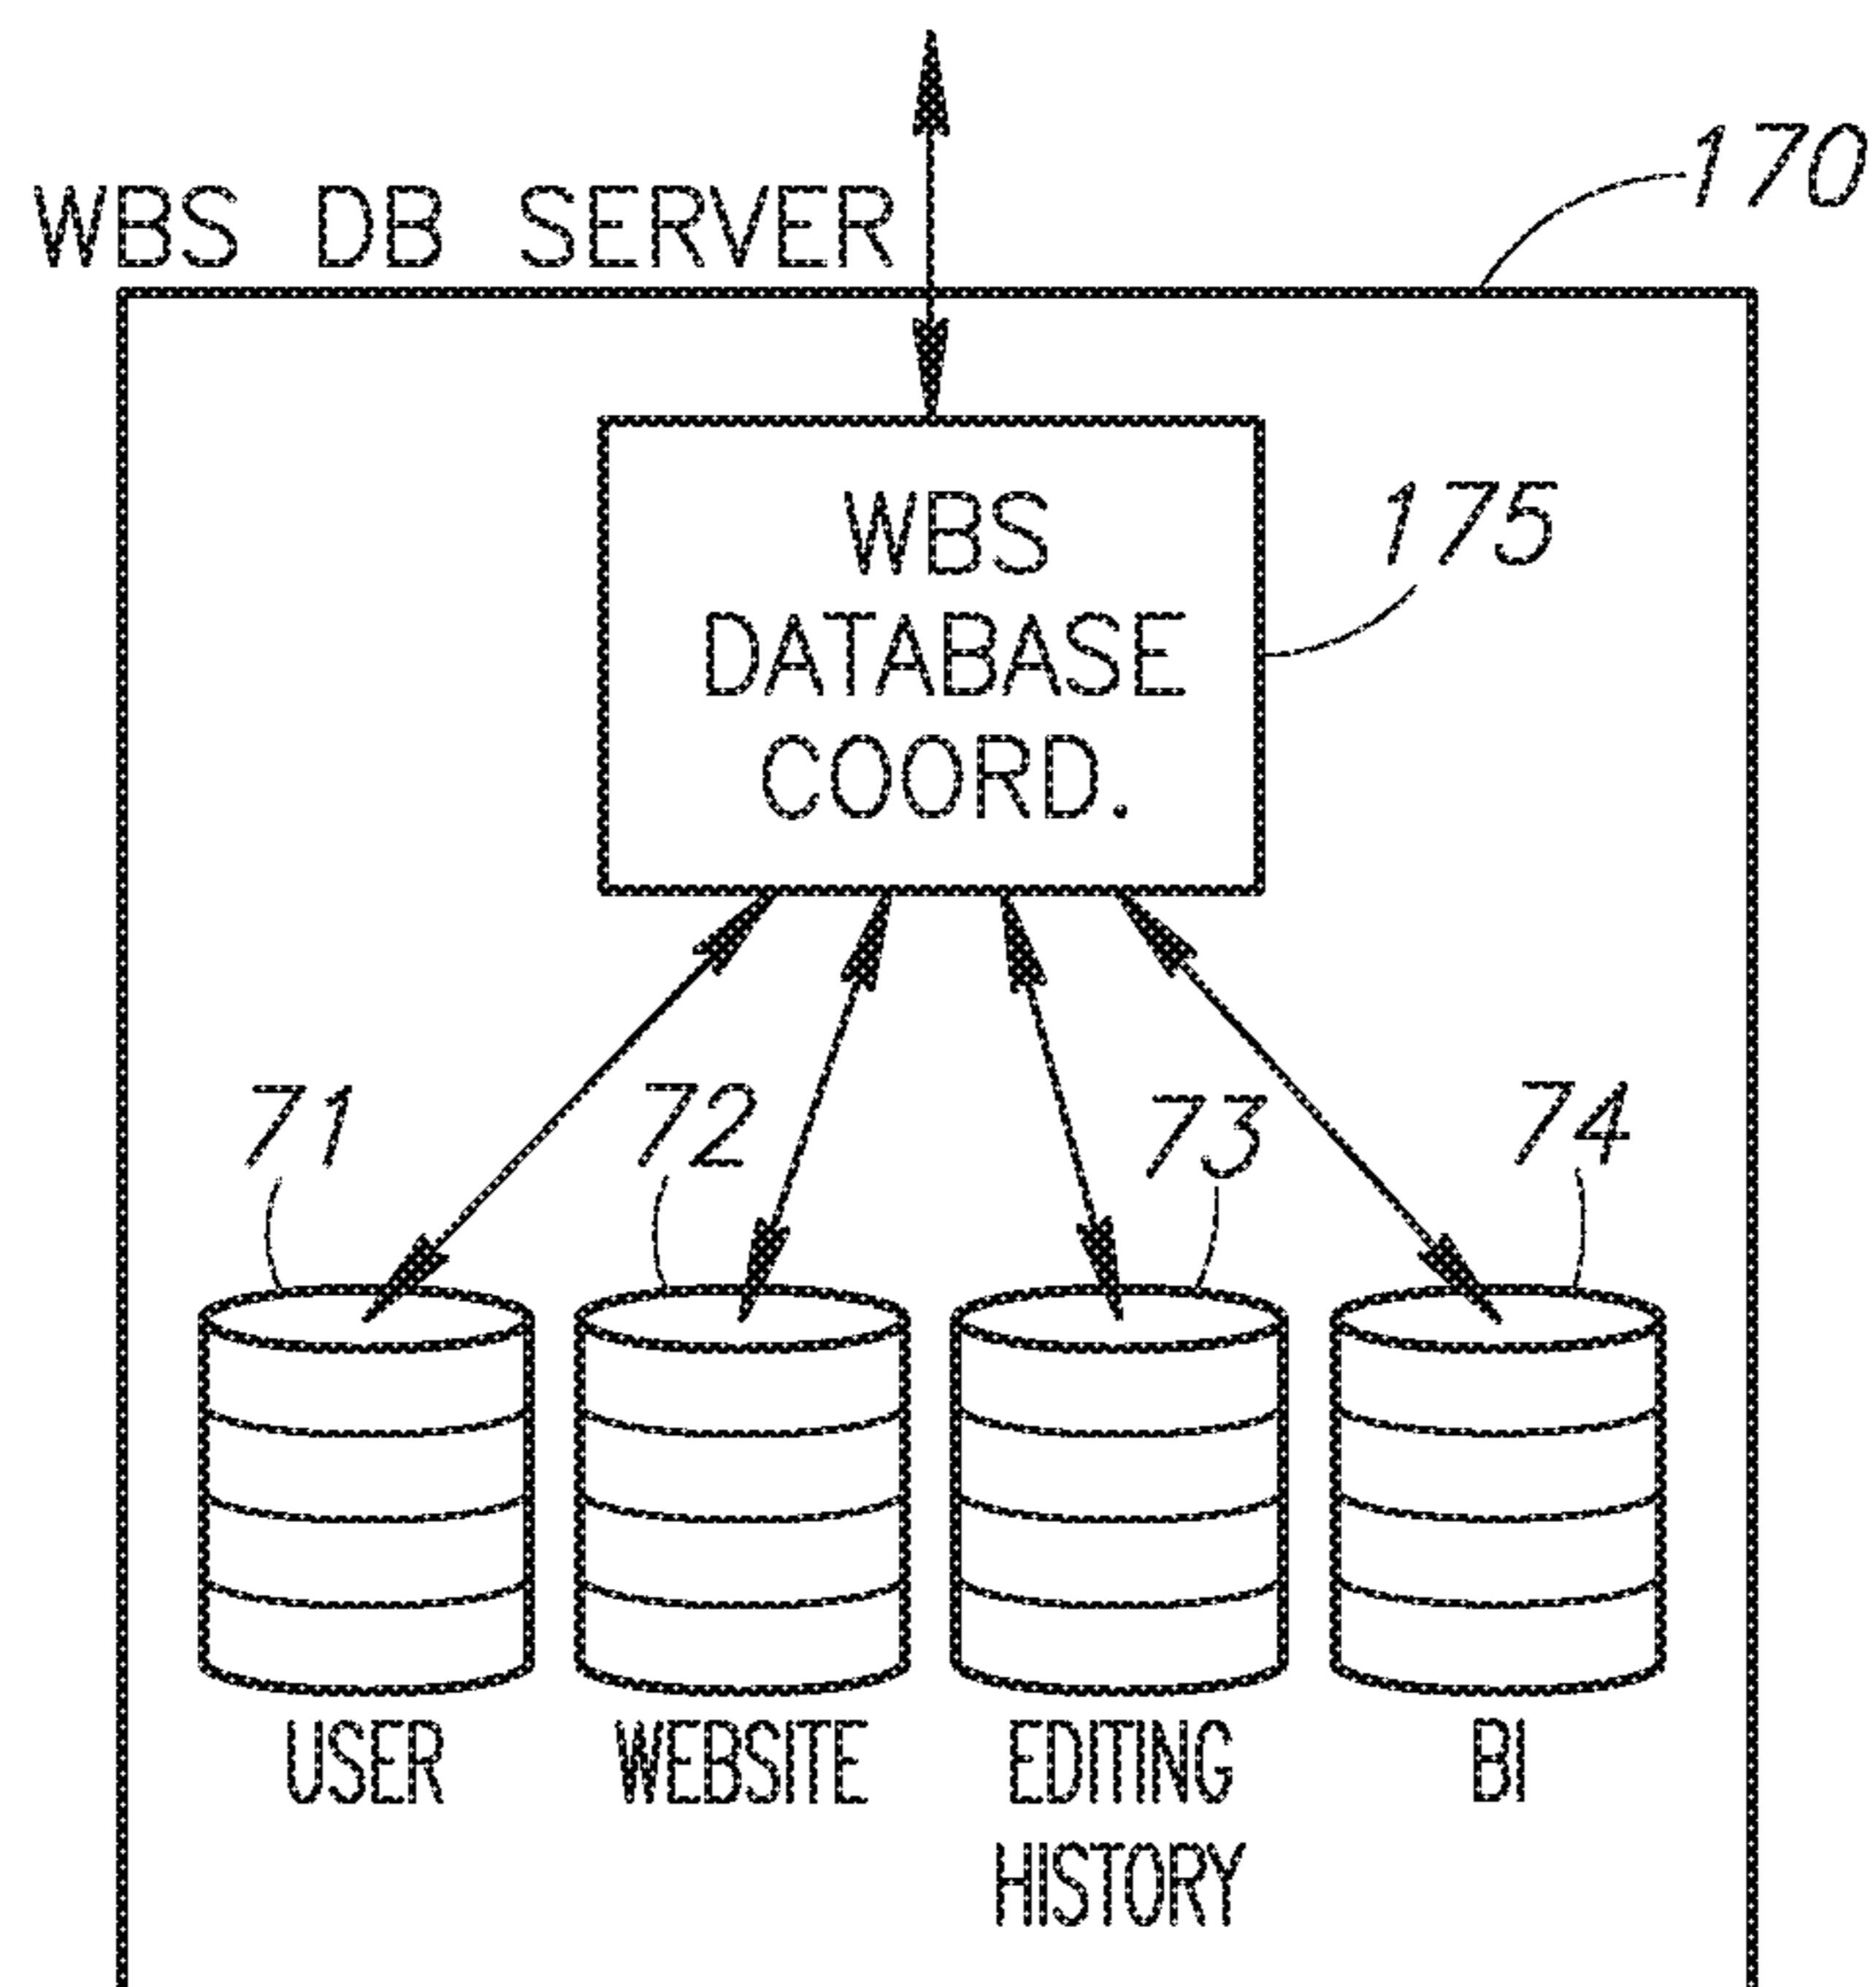 170
WBS DB SERVER
WBS
DATABASE
COORD.
175
71
72
73
74
USER
WEBSITE
EDITING
HISTORY
BI